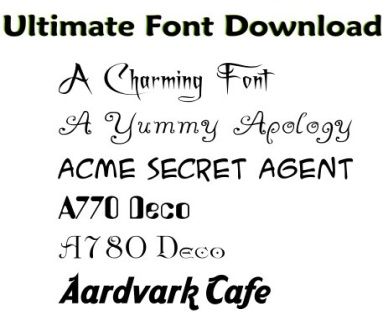 Ultimate Font Download
A Charming Font
A Yummy Apology
ACME SECRET AGENT
A770 Deco
A780 Deco
Aardvark Cafe